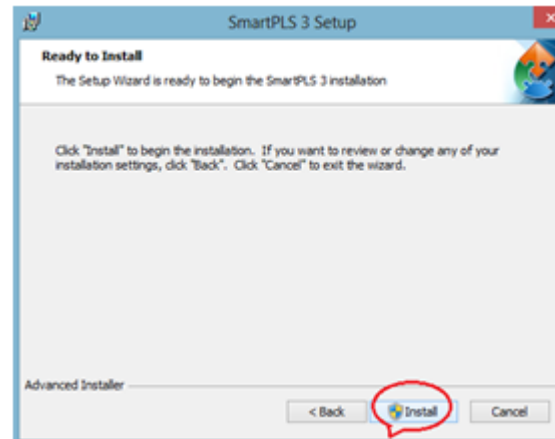 SmartPLS 3 Setup
Ready to Install
The Setup Wizard is ready to begin the SmartPLS 3 installation
Click "Install" to begin the installation. If you want to review or change any of your
installation settings, click "Back". Click "Cancel" to exit the wizard.
Advanced Installer
< Back Install Cancel